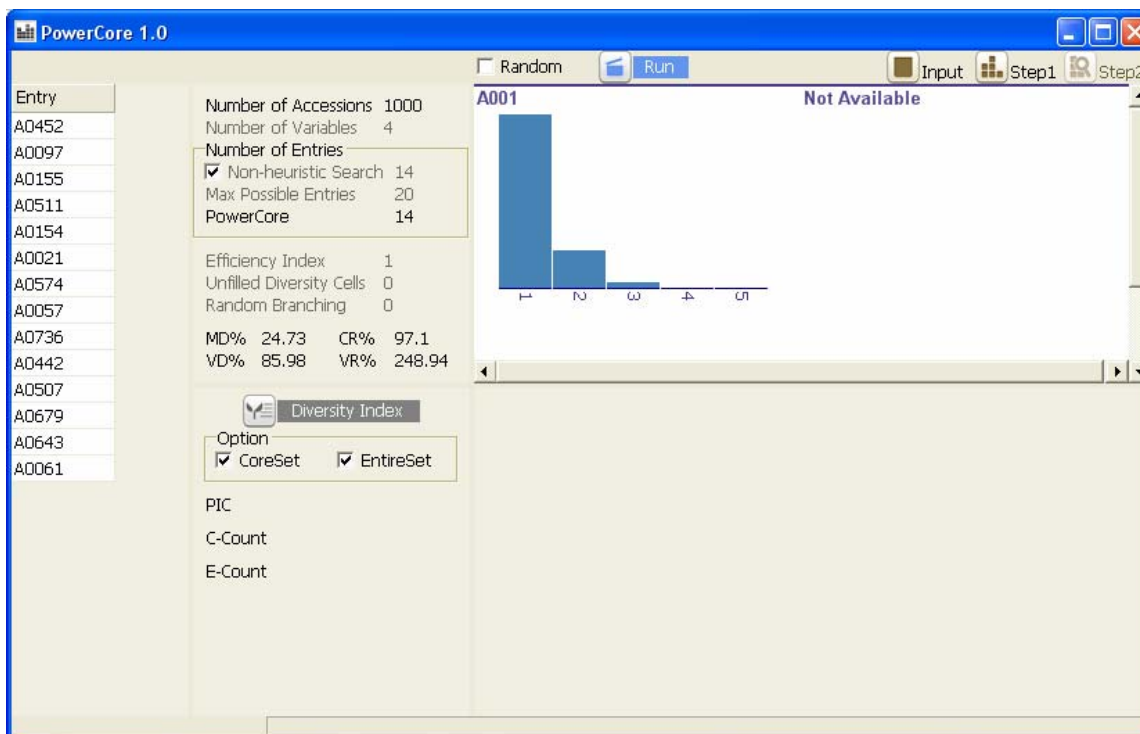 PowerCore 1.0
Random
Run
Input
Step1
Step2
Entry
A0452
A0097
A0155
A0511
A0154
A0021
A0574
A0057
A0736
A0442
A0507
A0679
A0643
A0061
Number of Accessions 1000
Number of Variables 4
Number of Entries
Non-heuristic Search 14
Max Possible Entries 20
PowerCore 14
Efficiency Index 1
Unfilled Diversity Cells 0
Random Branching 0
MD% 24.73 CR% 97.1
VD% 85.98 VR% 248.94
Diversity Index
Option
CoreSet EntireSet
PIC
C-Count
E-Count
A001 Not Available
1 2 3 4 5